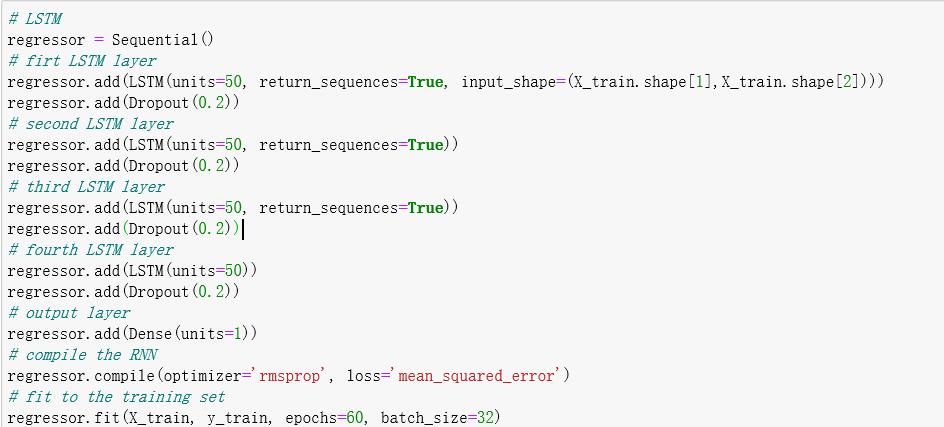 # LSTM
regressor = Sequential()
# firt LSTM layer
regressor.add(LSTM(units=50, return_sequences=True, input_shape=(X_train.shape[1],X_train.shape[2])))
regressor.add(Dropout(0.2))
# second LSTM layer
regressor.add(LSTM(units=50, return_sequences=True))
regressor.add(Dropout(0.2))
# third LSTM layer
regressor.add(LSTM(units=50, return_sequences=True))
regressor.add(Dropout(0.2))
# fourth LSTM layer
regressor.add(LSTM(units=50))
regressor.add(Dropout(0.2))
# output layer
regressor.add(Dense(units=1))
# compile the RNN
regressor.compile(optimizer='rmsprop', loss='mean_squared_error')
# fit to the training set
regressor.fit(X_train, y_train, epochs=60, batch_size=32)